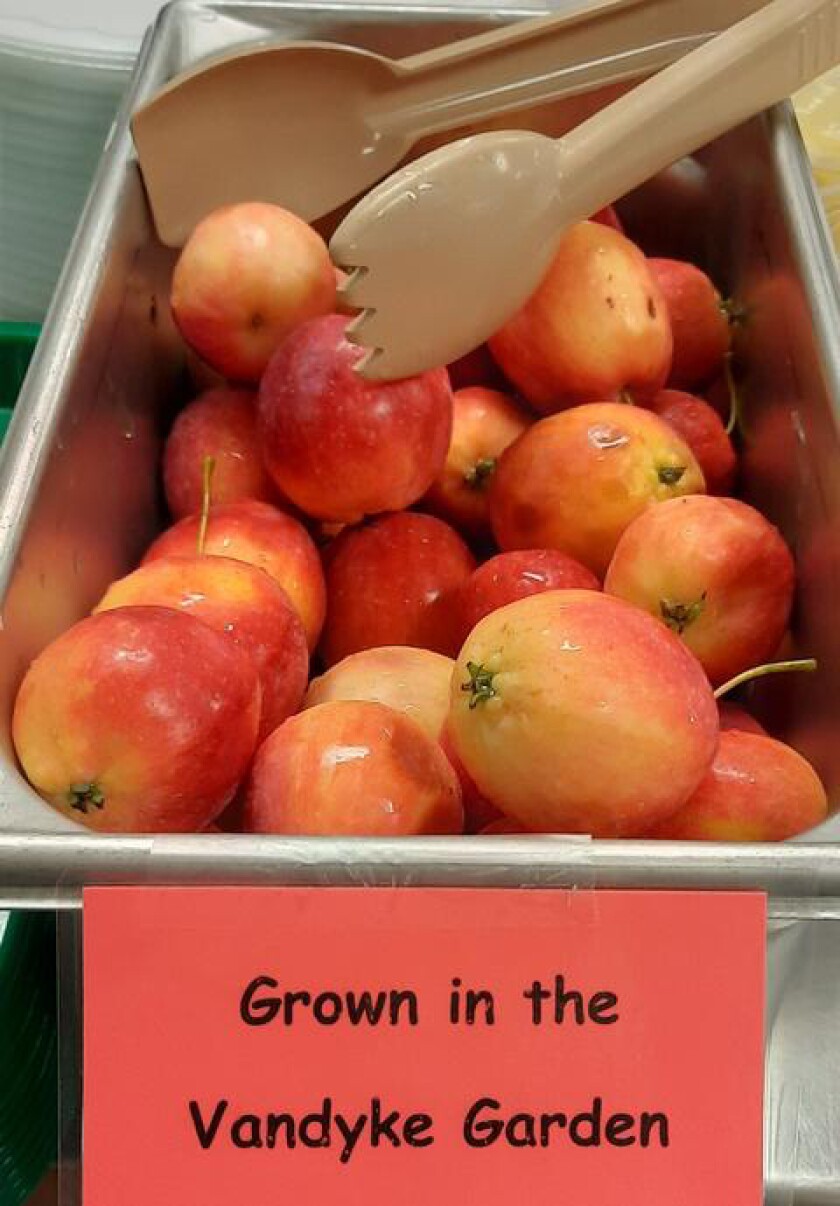 Grown in the
Vandyke Garden